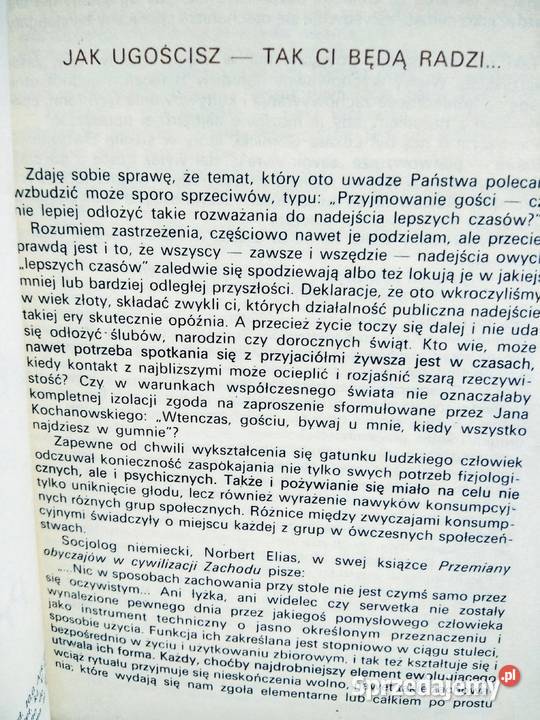 JAK UGOŚCISZ — TAK CI BĘDĄ RADZI...
Zdaję sobie sprawę, że temat, który oto uwadze Państwa polecam
wzbudzić może sporo sprzeciwów, typu: „Przyjmowanie gości — cz
nie lepiej odłożyć takie rozważania do nadejścia lepszych czasów?"
Rozumiem zastrzeżenia, częściowo nawet je podzielam, ale przecie
prawdą jest i to, że wszyscy — zawsze i wszędzie — nadejścia owych
„lepszych czasów" zaledwie się spodziewają albo też lokują je w jakiejś
mniej lub bardziej odległej przyszłości. Deklaracje, że oto wkroczyliśmy
w wiek złoty, składać zwykli ci, których działalność publiczna nadejście
takiej ery skutecznie opóźnia. A przecież życie toczy się dalej i nie uda
się odłożyć ślubów, narodzin czy dorocznych świąt. Kto wie, może
nawet potrzeba spotkania się z przyjaciółmi żywsza jest w czasach,
kiedy kontakt z najbliższymi może ocieplić i rozjaśnić szarą rzeczywi-
stość? Czy w warunkach współczesnego świata nie oznaczałaby
kompletnej izolacji zgoda na zaproszenie sformułowane przez Jana
Kochanowskiego: „Wtenczas, gościu, bywaj u mnie, kiedy wszystko
najdziesz w gumnie"?
Zapewne od chwili wykształcenia się gatunku ludzkiego człowiek
odczuwał konieczność zaspokajania nie tylko swych potrzeb fizjologi-
cznych, ale i psychicznych. Także i pożywianie się miało na celu nie
tylko uniknięcie głodu, lecz również wyrażenie nawyków konsumpcyj-
nych różnych grup społecznych. Różnice między zwyczajami konsump-
cyjnymi świadczyły o miejscu każdej z grup w ówczesnych społeczeń-
stwach.
Socjolog niemiecki, Norbert Elias, w swej książce Przemiany
obyczajów w cywilizacji Zachodu pisze:
„...Nic w sposobach zachowania przy stole nie jest czymś samo przez
się oczywistym... Ani łyżka, ani widelec czy serwetka nie zostały
wynalezione pewnego dnia przez jakiegoś pomysłowego człowieka
jako instrument techniczny o jasno określonym przeznaczeniu i
sposobie użycia. Funkcja ich zakreślana jest stopniowo w ciągu stuleci,
bezpośrednio w życiu i użytkowaniu zbiorowym, i tak też kształtuje się i
utrwala ich forma. Każdy, choćby najdrobniejszy element ewoluującego
wciąż rytuału przyjmuje się nieskończenie wolno,
nia; które wydają się nam zgoła elementarne lub całkiem po prostu
Sprzedajemy.pl